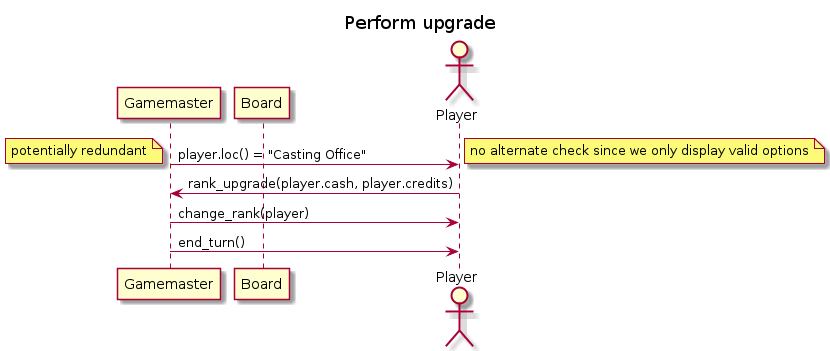 Perform upgrade
Player
Gamemaster
Board
potentially redundant
player.loc() = "Casting Office"
no alternate check since we only display valid options
rank_upgrade(player.cash, player.credits)
change_rank(player)
end_turn()
Gamemaster
Board
Player